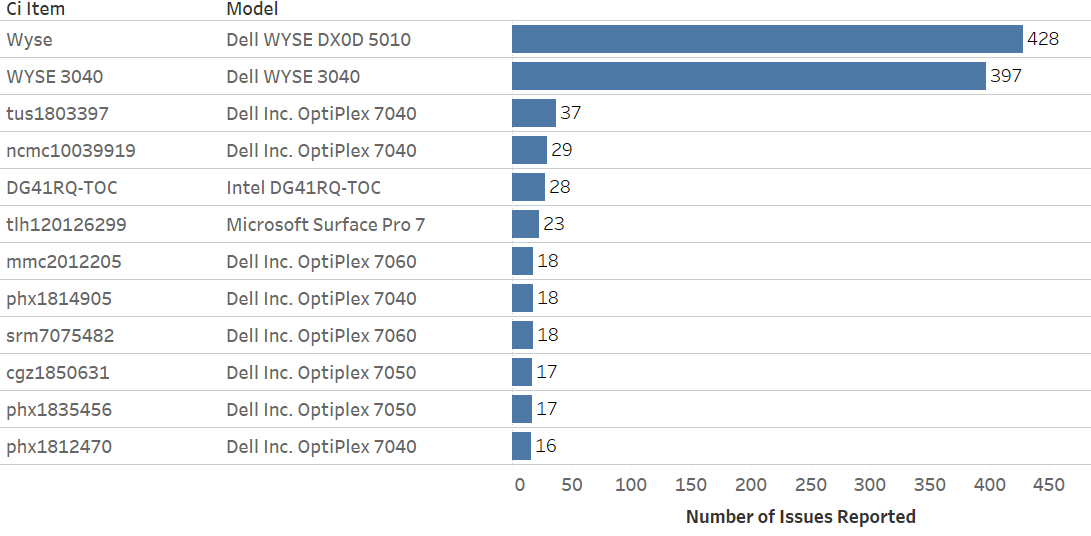 Ci Item Model
Wyse Dell WYSE DX0D 5010 428
WYSE 3040 Dell WYSE 3040 397
tus1803397 Dell Inc. OptiPlex 7040 37
ncmc10039919 Dell Inc. OptiPlex 7040 29
DG41RQ-TOC Intel DG41RQ-TOC 28
tlh120126299 Microsoft Surface Pro 7 23
mmc2012205 Dell Inc. OptiPlex 7060 18
phx1814905 Dell Inc. OptiPlex 7040 18
srm7075482 Dell Inc. OptiPlex 7060 18
cgz1850631 Dell Inc. Optiplex 7050 17
phx1835456 Dell Inc. Optiplex 7050 17
phx1812470 Dell Inc. OptiPlex 7040 16
0 50 100 150 200 250 300 350 400 450
Number of Issues Reported